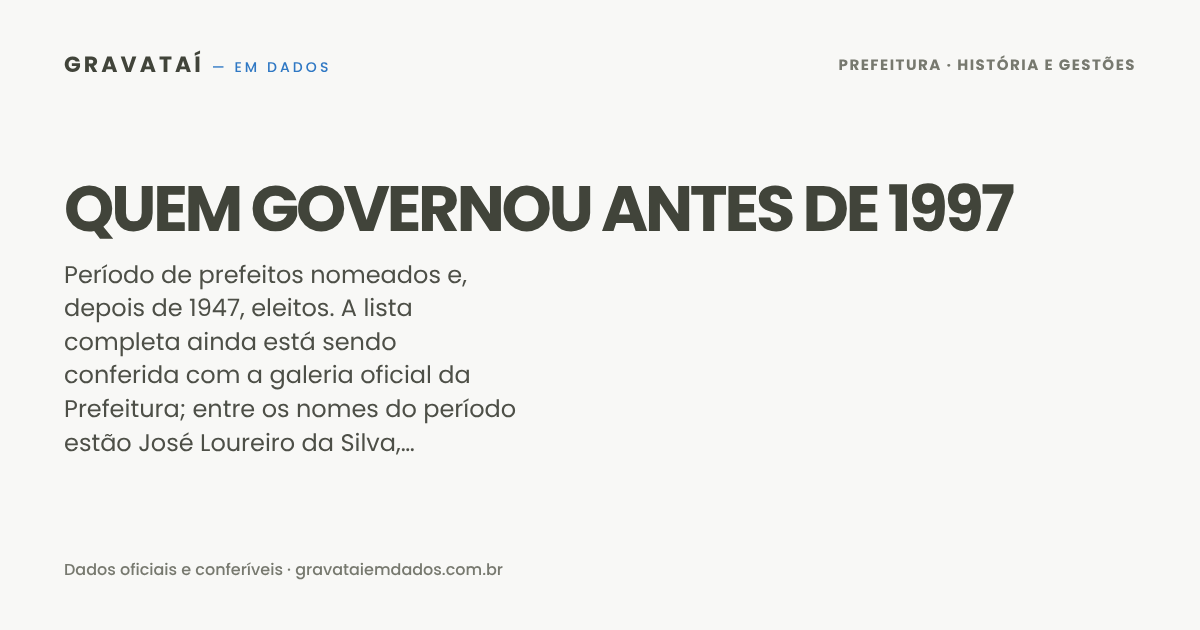 GRAVATAÍ — EM DADOS
PREFEITURA · HISTÓRIA E GESTÕES
QUEM GOVERNOU ANTES DE 1997
Período de prefeitos nomeados e,
depois de 1947, eleitos. A lista
completa ainda está sendo
conferida com a galeria oficial da
Prefeitura; entre os nomes do período
estão José Loureiro da Silva,…
Dados oficiais e conferíveis · gravataiemdados.com.br